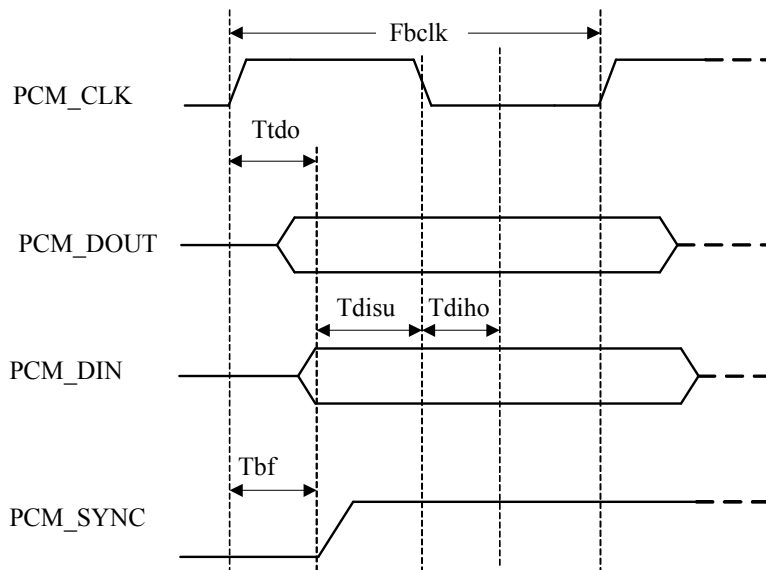 Fbclk
PCM_CLK
Ttdo
PCM_DOUT
Tdisu Tdiho
PCM_DIN
Tbf
PCM_SYNC